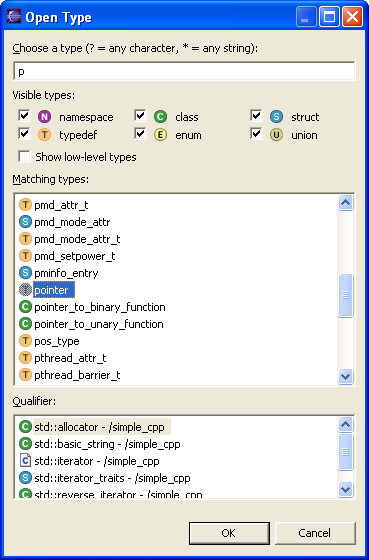 Open Type
Choose a type (? = any character, * = any string):
p
Visible types:
N namespace C class S struct
T typedef E enum U union
Show low-level types
Matching types:
T pmd_attr_t
S pmd_mode_attr
T pmd_mode_attr_t
T pmd_setpower_t
S pminfo_entry
T pointer
C pointer_to_binary_function
C pointer_to_unary_function
T pos_type
T pthread_attr_t
T pthread_barrier_t
Qualifier:
C std::allocator - /simple_cpp
C std::basic_string - /simple_cpp
C std::iterator - /simple_cpp
S std::iterator_traits - /simple_cpp
C std::reverse_iterator - /simple_cpp
OK Cancel